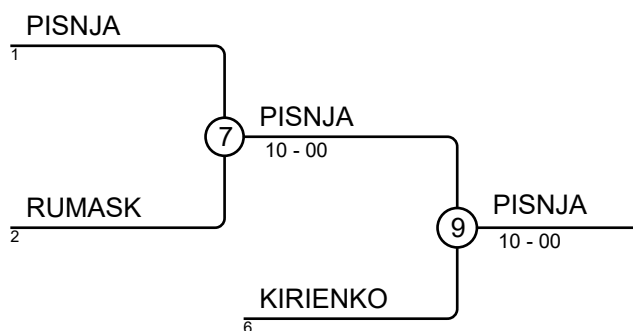 PISNJA
1
7
PISNJA
10 - 00
RUMASK
2
9
PISNJA
10 - 00
KIRIENKO
6